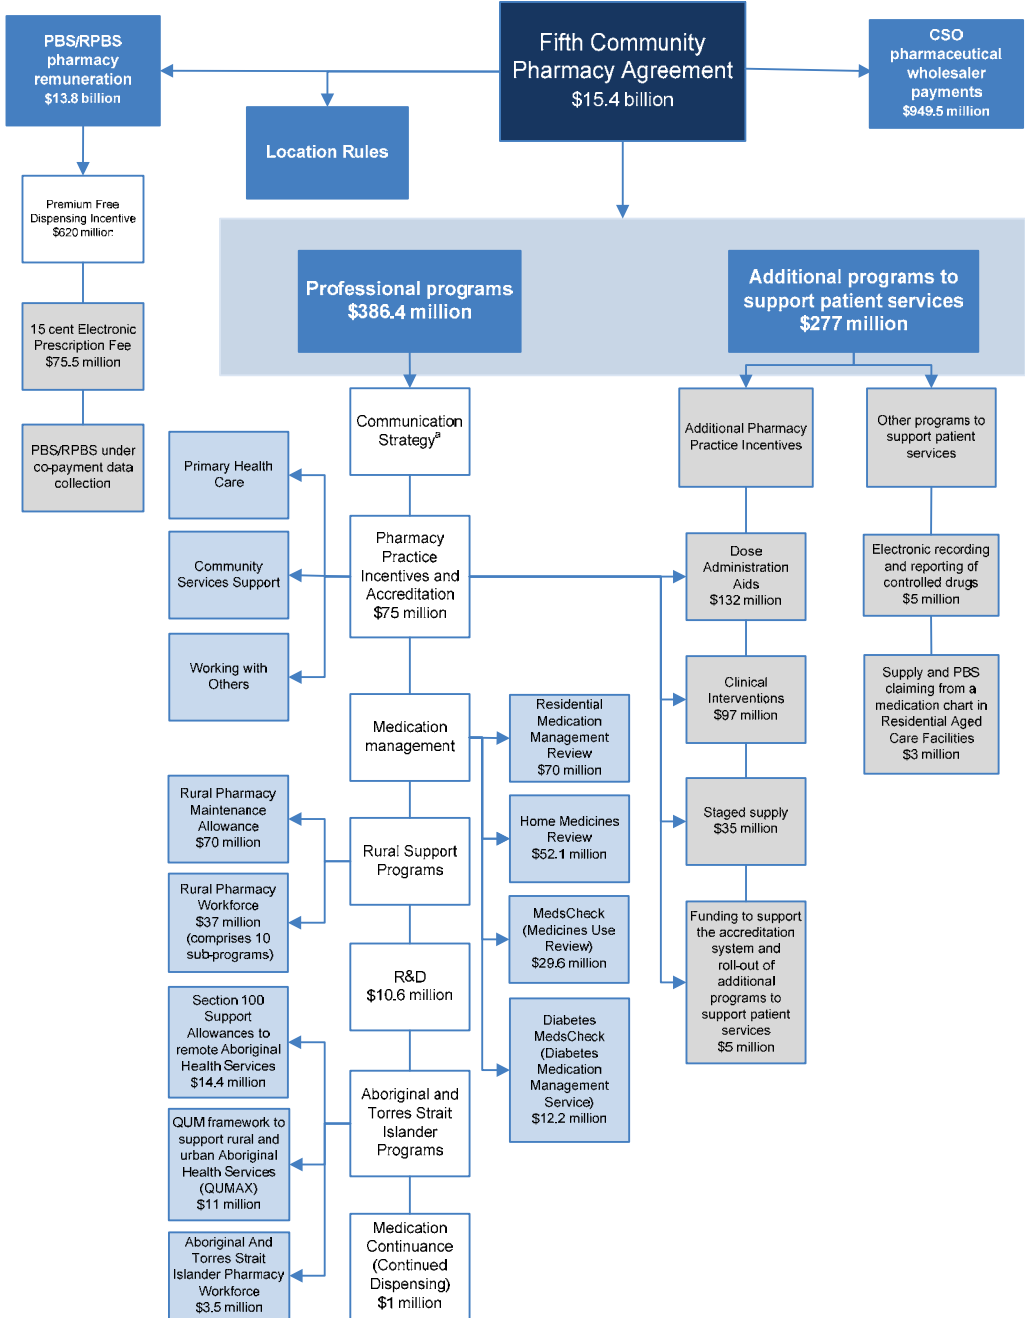 PBS/RPBS
pharmacy
remuneration
$13.8 billion
Fifth Community
Pharmacy Agreement
$15.4 billion
CSO
pharmaceutical
wholesaler
payments
$949.5 million
Location Rules
Premium Free
Dispensing Incentive
$620 million
15 cent Electronic
Prescription Fee
$75.5 million
PBS/RPBS under
co-payment data
collection
Professional programs
$386.4 million
Additional programs to
support patient services
$277 million
Communication
Strategyª
Primary Health
Care
Community
Services Support
Working with
Others
Pharmacy
Practice
Incentives and
Accreditation
$75 million
Medication
management
Residential
Medication
Management
Review
$70 million
Home Medicines
Review
$52.1 million
MedsCheck
(Medicines Use
Review)
$29.6 million
Diabetes
MedsCheck
(Diabetes
Medication
Management
Service)
$12.2 million
Rural Pharmacy
Maintenance
Allowance
$70 million
Rural Pharmacy
Workforce
$37 million
(comprises 10
sub-programs)
Rural Support
Programs
R&D
$10.6 million
Section 100
Support
Allowances to
remote Aboriginal
Health Services
$14.4 million
QUM framework to
support rural and
urban Aboriginal
Health Services
(QUMAX)
$11 million
Aboriginal And
Torres Strait
Islander Pharmacy
Workforce
$3.5 million
Aboriginal and
Torres Strait
Islander
Programs
Medication
Continuance
(Continued
Dispensing)
$1 million
Additional Pharmacy
Practice Incentives
Dose
Administration
Aids
$132 million
Clinical
Interventions
$97 million
Staged supply
$35 million
Funding to support
the accreditation
system and
roll-out of
additional
programs to
support patient
services
$5 million
Other programs to
support patient
services
Electronic recording
and reporting of
controlled drugs
$5 million
Supply and PBS
claiming from a
medication chart in
Residential Aged
Care Facilities
$3 million